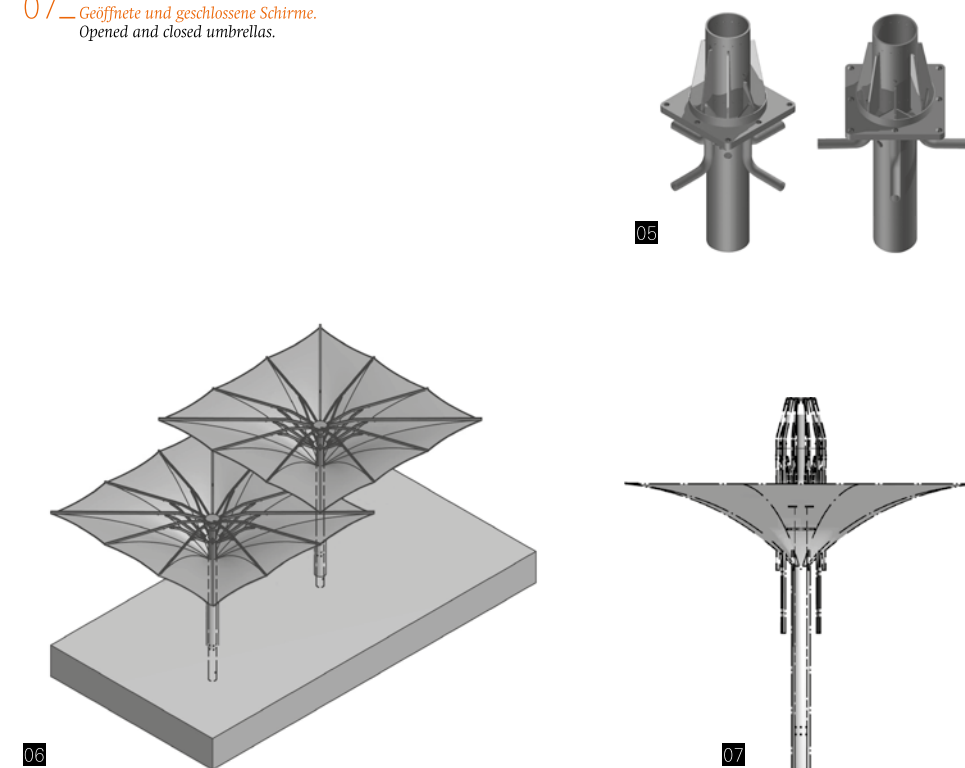 07_ Geöffnete und geschlossene Schirme.
Opened and closed umbrellas.
05
06
07